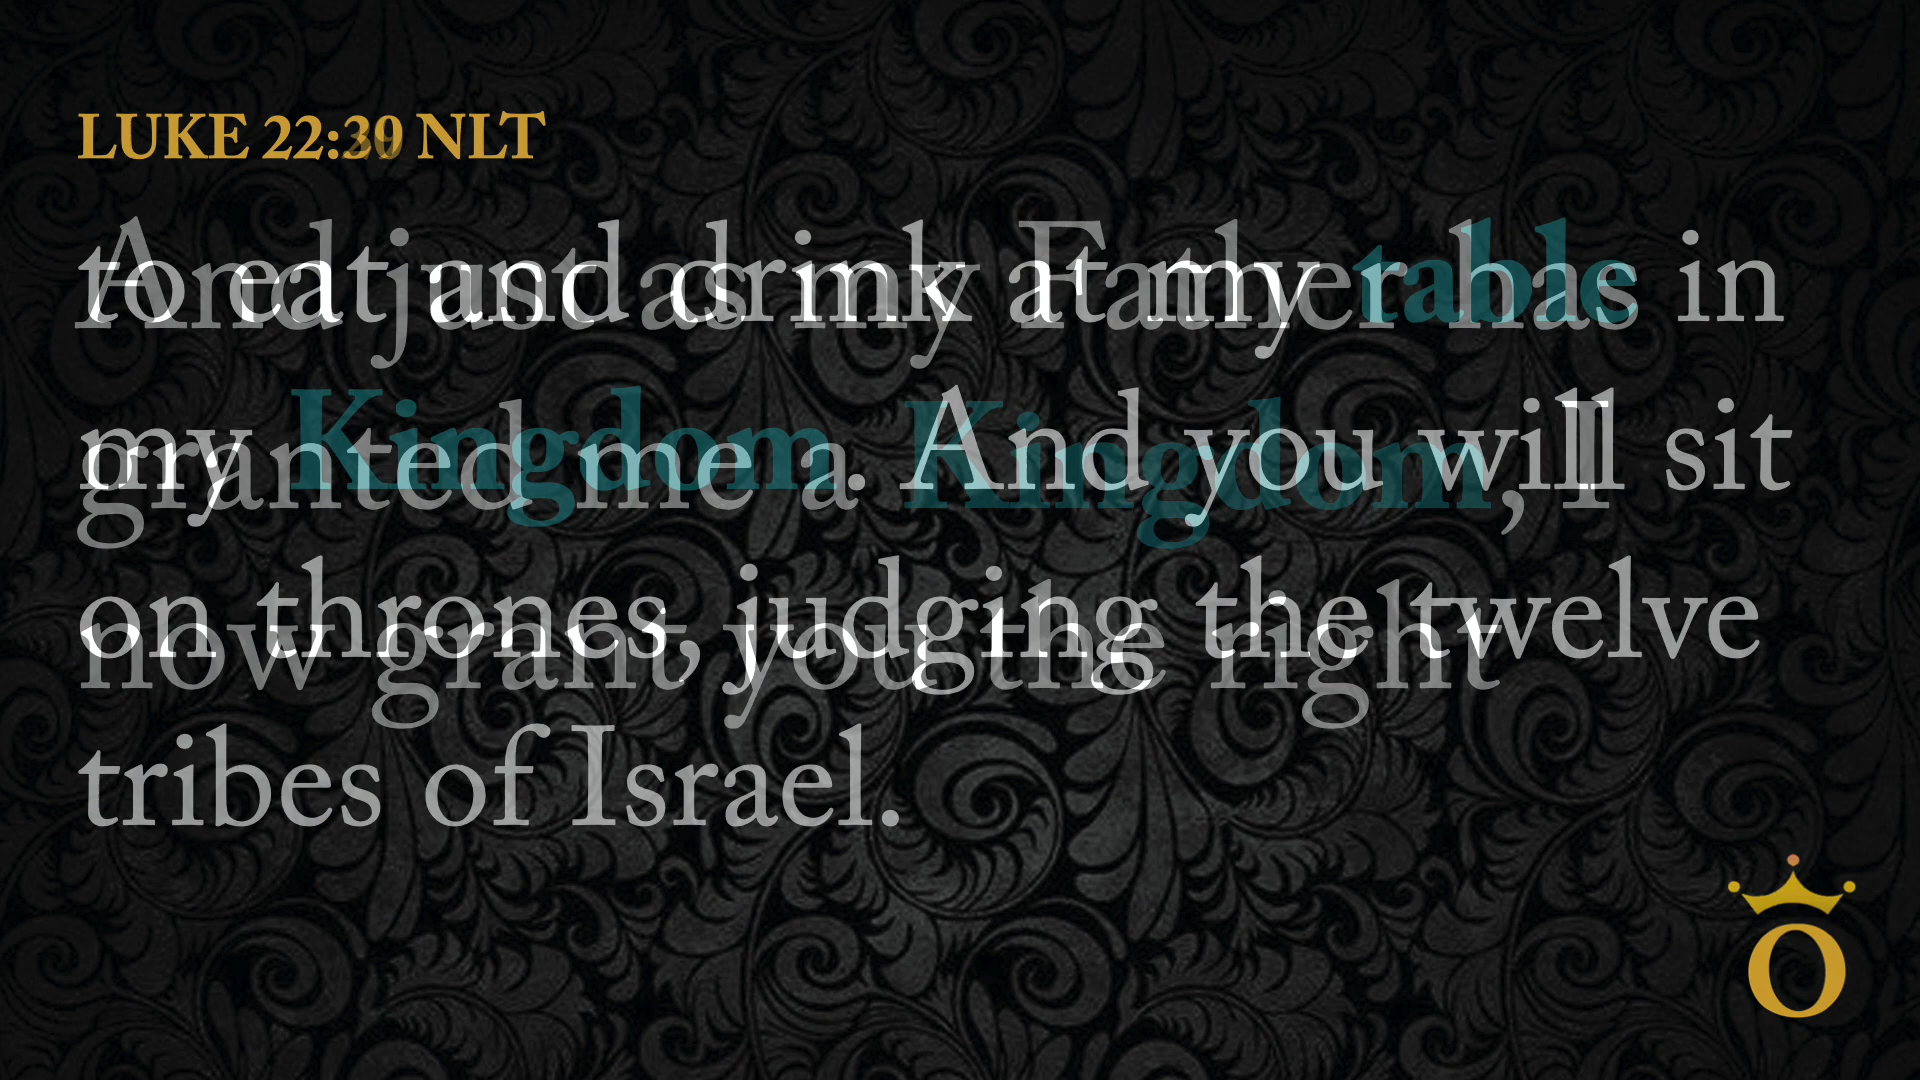 LUKE 22:30 NLT
And just as my Father has
granted me a Kingdom, I
now grant you the right
to eat and drink at my table in
my Kingdom. And you will sit
on thrones, judging the twelve
tribes of Israel.
O